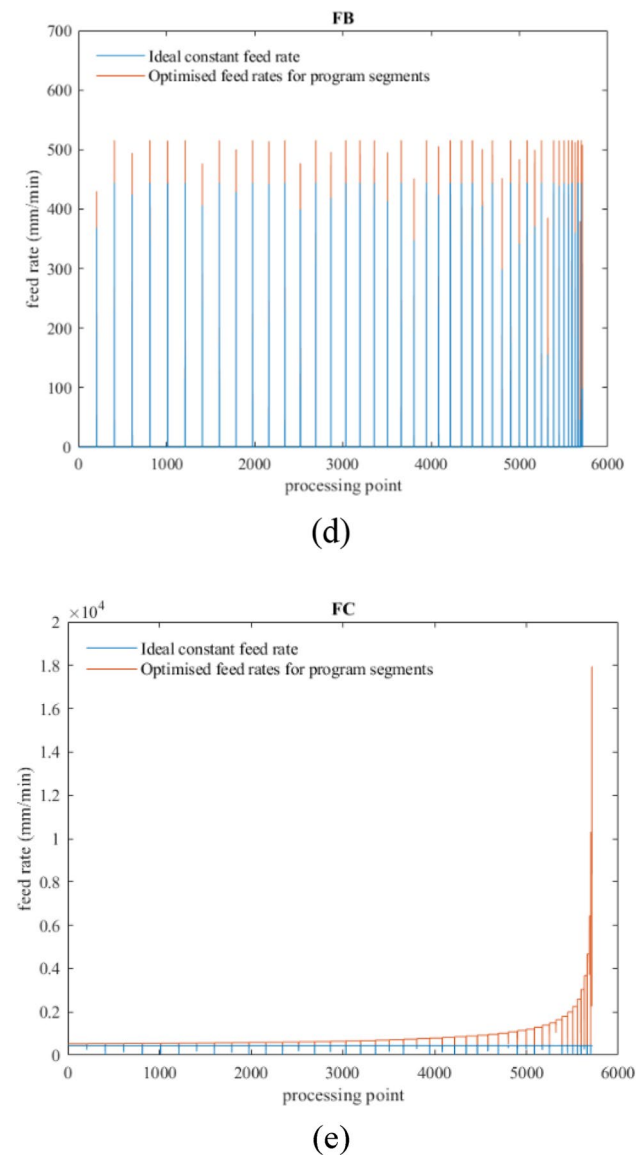 FB
700
Ideal constant feed rate
Optimised feed rates for program segments
600
500
400
300
200
100
0
feed rate (mm/min)
0 1000 2000 3000 4000 5000 6000
processing point
(d)
×10⁴ FC
2
Ideal constant feed rate
1.8
Optimised feed rates for program segments
1.6
1.4
1.2
1
0.8
0.6
0.4
0.2
0
feed rate (mm/min)
0 1000 2000 3000 4000 5000 6000
processing point
(e)